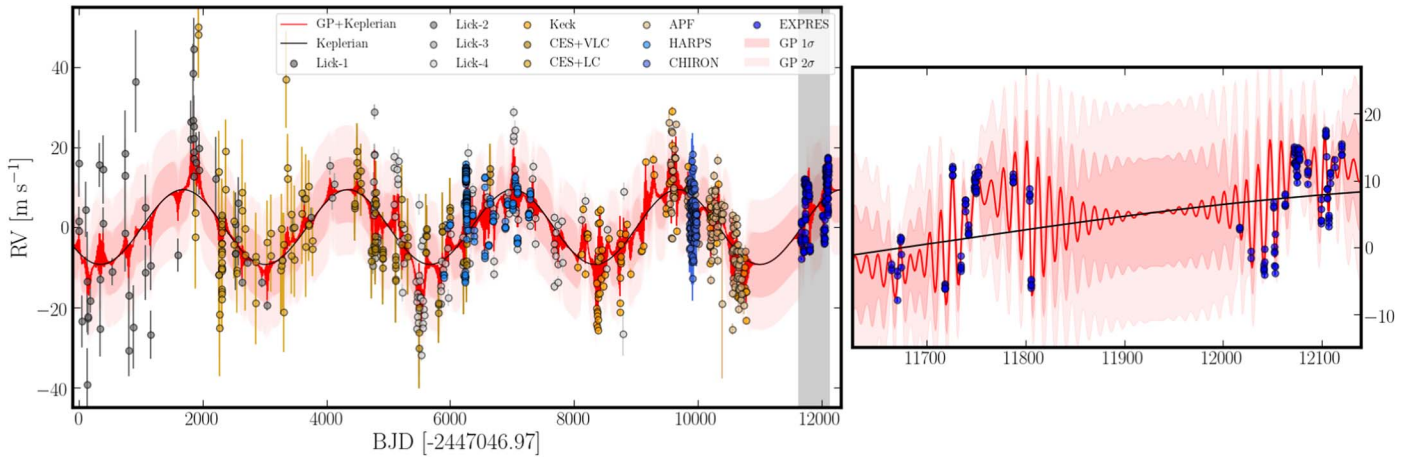 GP+Keplerian Lick-2 Keck APF EXPRES
Keplerian Lick-3 CES+VLC HARPS GP 1σ
Lick-1 Lick-4 CES+LC CHIRON GP 2σ
40
20
0
−20
−40
RV [m s⁻¹]
0 2000 4000 6000 8000 10000 12000
BJD [-2447046.97]
20
10
0
−10
11700 11800 11900 12000 12100